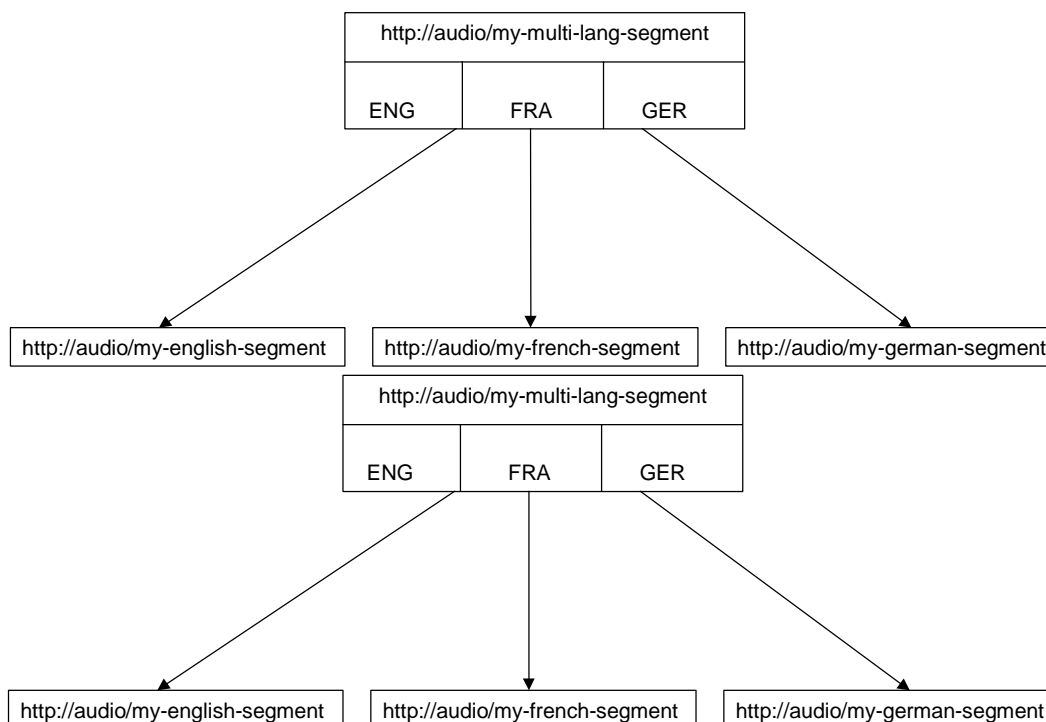 http://audio/my-multi-lang-segment
ENG FRA GER
http://audio/my-english-segment http://audio/my-french-segment http://audio/my-german-segment
http://audio/my-multi-lang-segment
ENG FRA GER
http://audio/my-english-segment http://audio/my-french-segment http://audio/my-german-segment